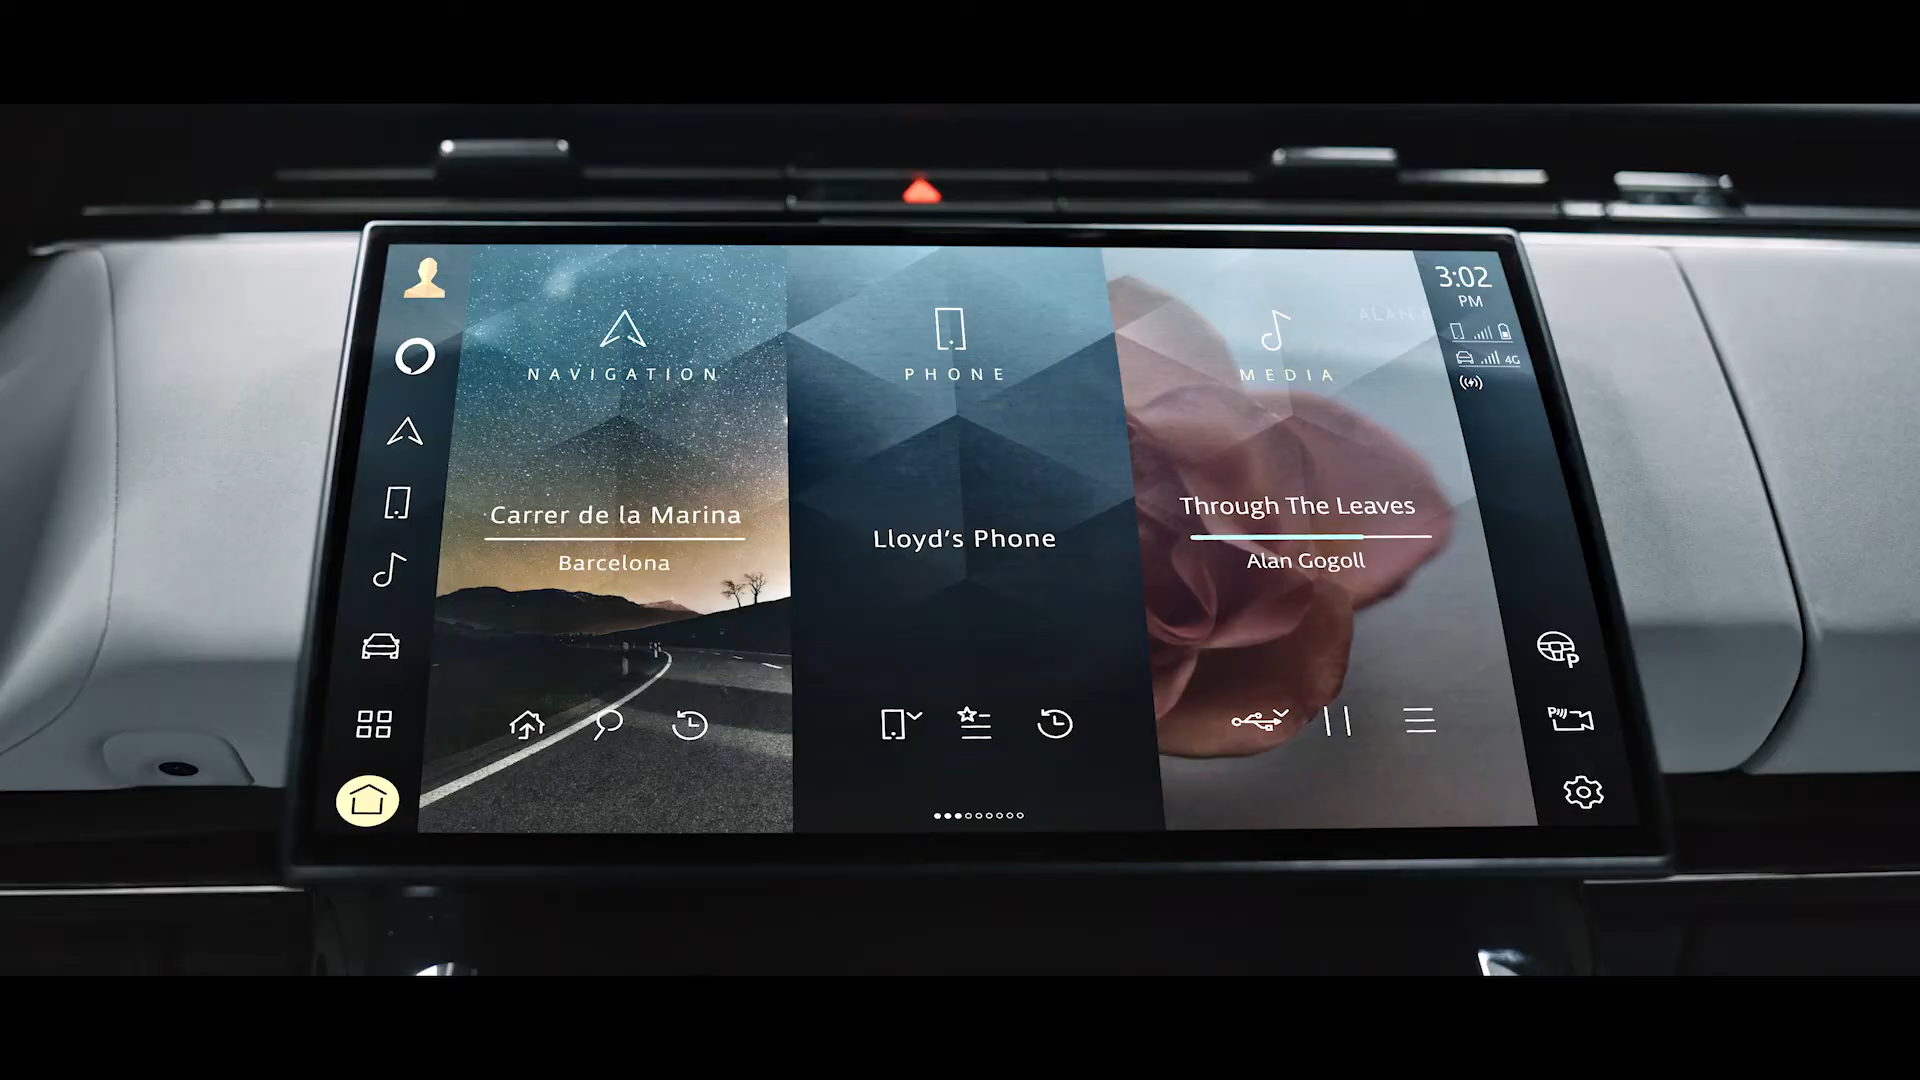 3:02
PM
4G
NAVIGATION
PHONE
ALAN
MEDIA
Carrer de la Marina
Barcelona
Lloyd's Phone
Through The Leaves
Alan Gogoll
P
P